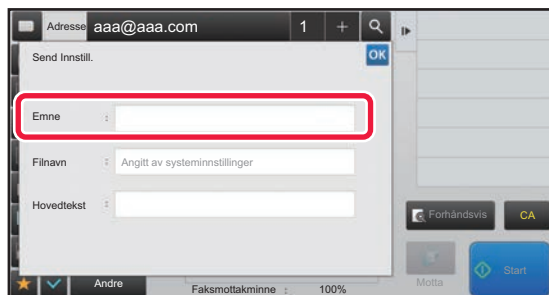 Adresse aaa@aaa.com 1 +
Send Innstill. OK
Emne :
Filnavn : Angitt av systeminnstillinger
Hovedtekst :
Forhåndsvis CA
Motta Start
Andre Faksmottakminne : 100%